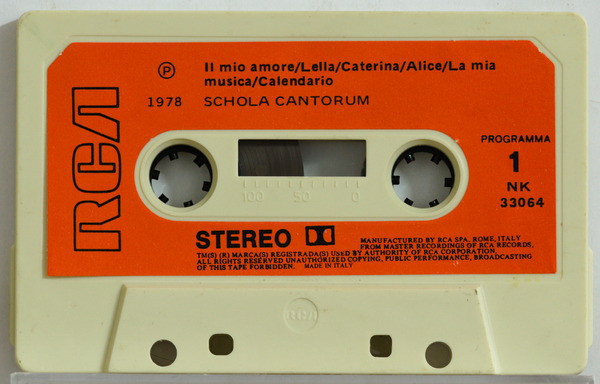 RCA
Ⓟ
Il mio amore/Lella/Caterina/Alice/La mia
musica/Calendario
1978 SCHOLA CANTORUM
PROGRAMMA
1
NK
33064
100 50 0
STEREO
MANUFACTURED BY RCA SPA, ROME, ITALY
FROM MASTER RECORDINGS OF RCA RECORDS.
TM(S) (R) MARCA(S) REGISTRADA(S) USED BY AUTHORITY OF RCA CORPORATION.
ALL RIGHTS RESERVED UNAUTHORIZED COPYING, PUBLIC PERFORMANCE, BROADCASTING
OF THIS TAPE FORBIDDEN. MADE IN ITALY